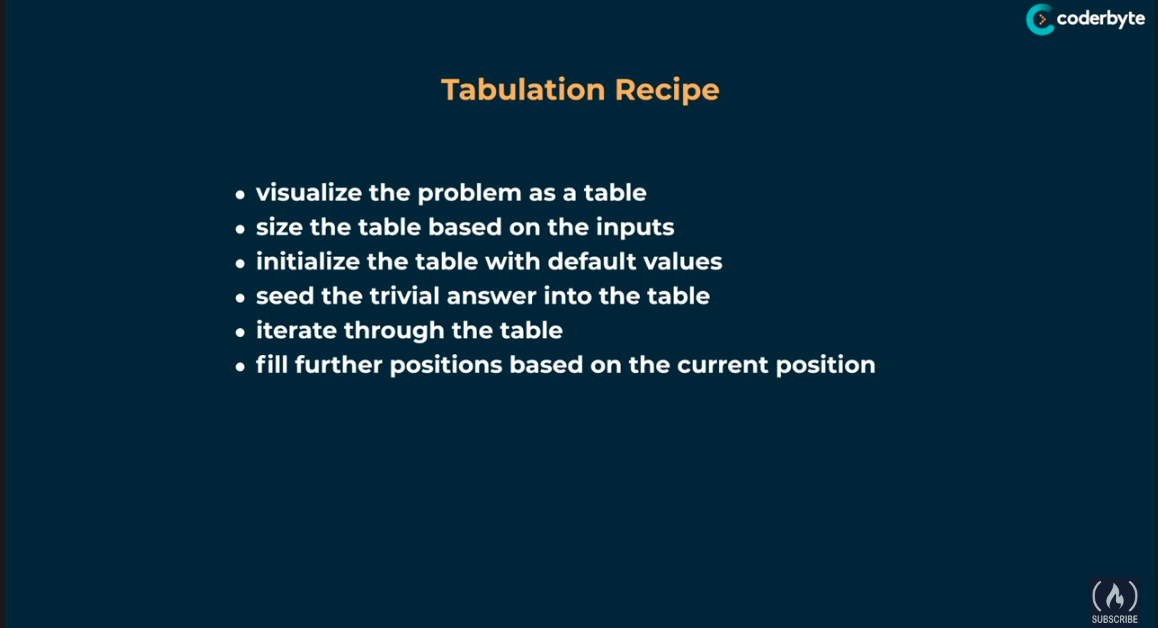 coderbyte
Tabulation Recipe
• visualize the problem as a table
• size the table based on the inputs
• initialize the table with default values
• seed the trivial answer into the table
• iterate through the table
• fill further positions based on the current position
SUBSCRIBE